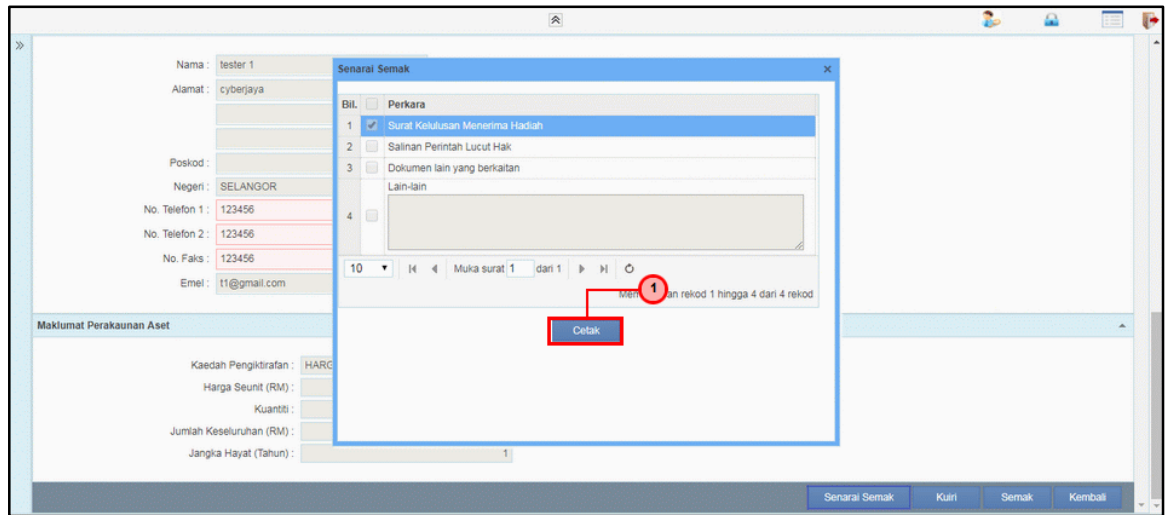 Nama : tester 1
Alamat : cyberjaya
Poskod :
Negeri : SELANGOR
No. Telefon 1 : 123456
No. Telefon 2 : 123456
No. Faks : 123456
Emel : t1@gmail.com
Senarai Semak ×
Bil. Perkara
1 Surat Kelulusan Menerima Hadiah
2 Salinan Perintah Lucut Hak
3 Dokumen lain yang berkaitan
4 Lain-lain
10 Muka surat 1 dari 1
1
an rekod 1 hingga 4 dari 4 rekod
Cetak
Maklumat Perakaunan Aset
Kaedah Pengiktirafan : HARG
Harga Seunit (RM) :
Kuantiti :
Jumlah Keseluruhan (RM) :
Jangka Hayat (Tahun) : 1
Senarai Semak Kuiri Semak Kembali